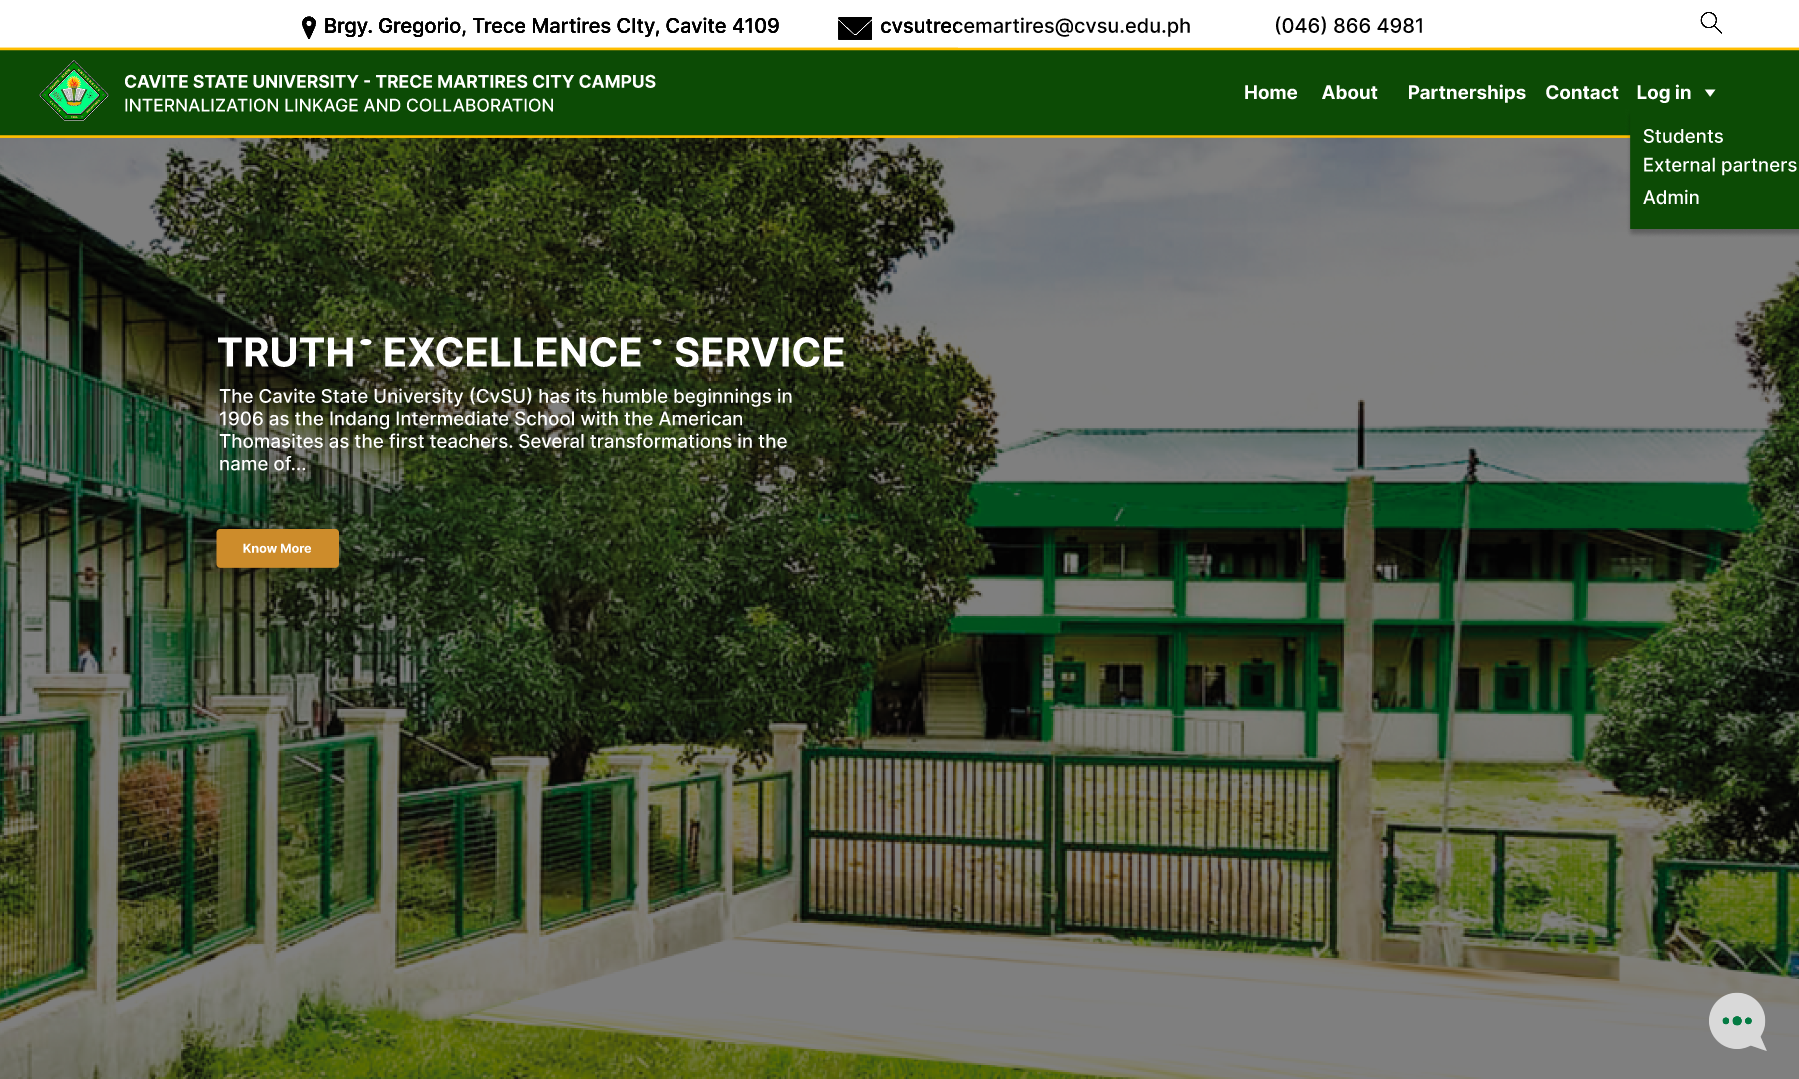 Brgy. Gregorio, Trece Martires CIty, Cavite 4109
cvsutrecemartires@cvsu.edu.ph
(046) 866 4981
CAVITE STATE UNIVERSITY - TRECE MARTIRES CITY CAMPUS
INTERNALIZATION LINKAGE AND COLLABORATION
Home About Partnerships Contact Log in
Students
External partners
Admin
TRUTH • EXCELLENCE • SERVICE
The Cavite State University (CvSU) has its humble beginnings in
1906 as the Indang Intermediate School with the American
Thomasites as the first teachers. Several transformations in the
name of...
Know More